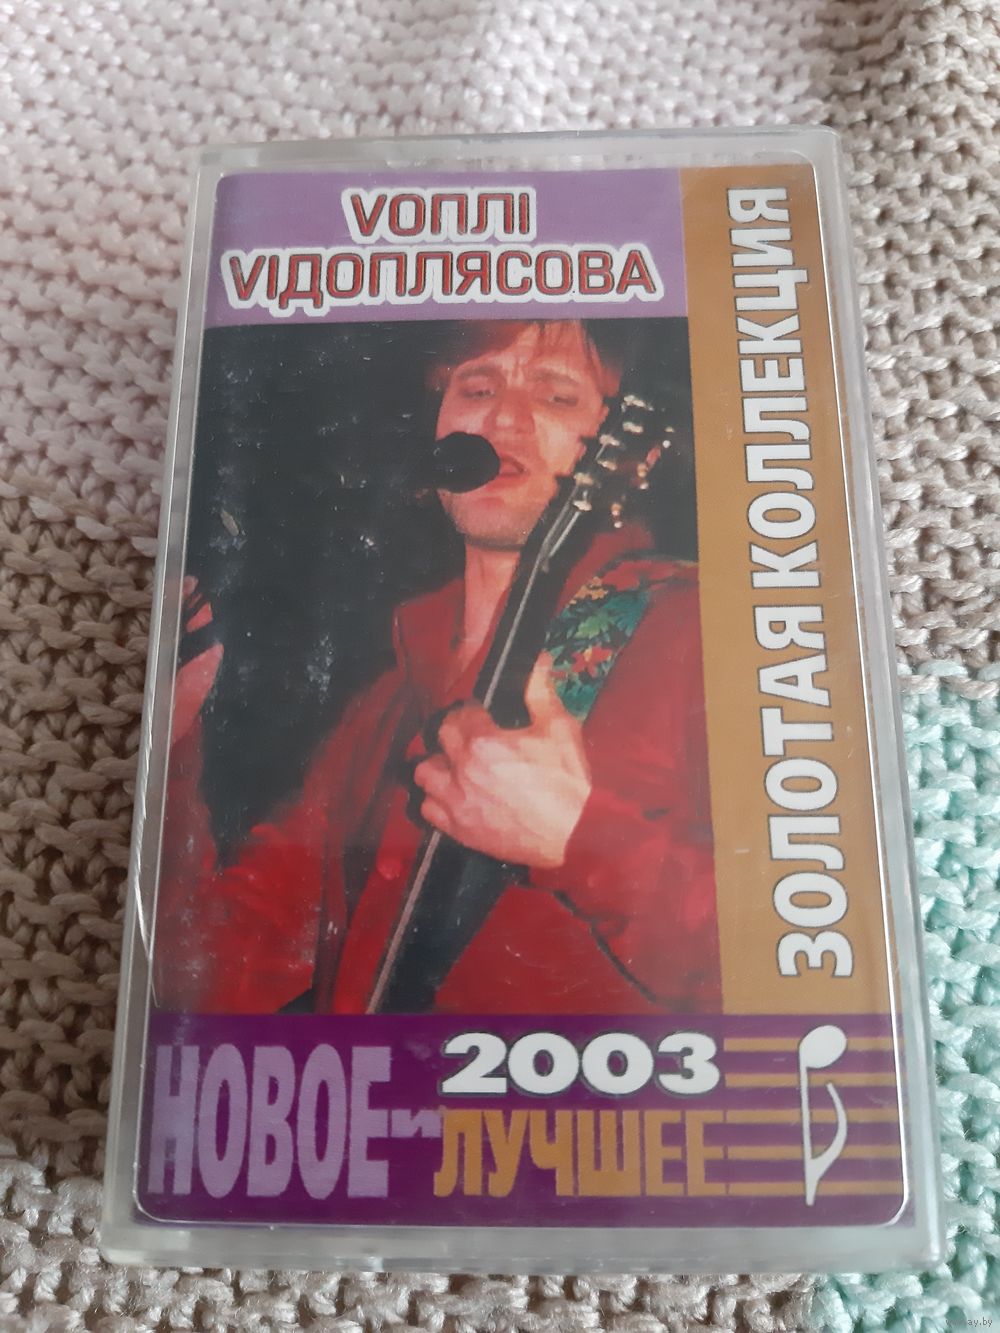 VОПЛІ
VІДОПЛЯСОВА
ЗОЛОТАЯ КОЛЛЕКЦИЯ
2003
НОВОЕ и ЛУЧШЕЕ